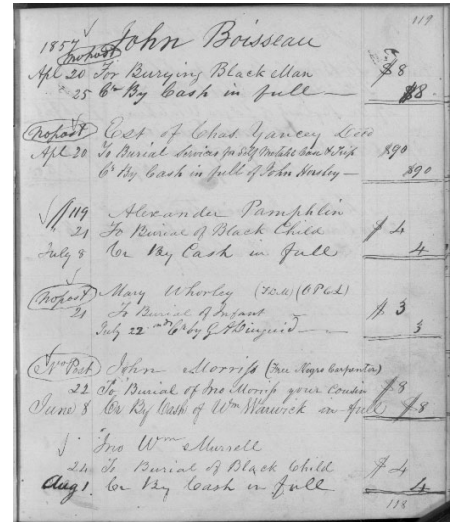 119
1857 John Boisseau
no post
Apl 20 For Burying Black Man $8
25 Cr By Cash in full $8
no post Est of Chas. Yancey Decd
Apl 20 To Burial Services for Self Metalic Case & Trip $90
Cr By Cash in full of John Hersley $90
119 Alexander Pamphlin
21 To Burial of Black Child $4
July 8 Cr By Cash in full 4
no post Mary Whorley
21 To Burial of Infant $3
July 22nd Cr by G A Diuguid 3
No Post John Morriss (Free Negro Carpenter)
22 To Burial of Jno Morriss your Cousin $8
June 8 Cr By Cash of Wm Warwick in full $8
Jno Wm Murrell
24 To Burial of Black Child $4
Aug 1. Cr By Cash in full 4
118